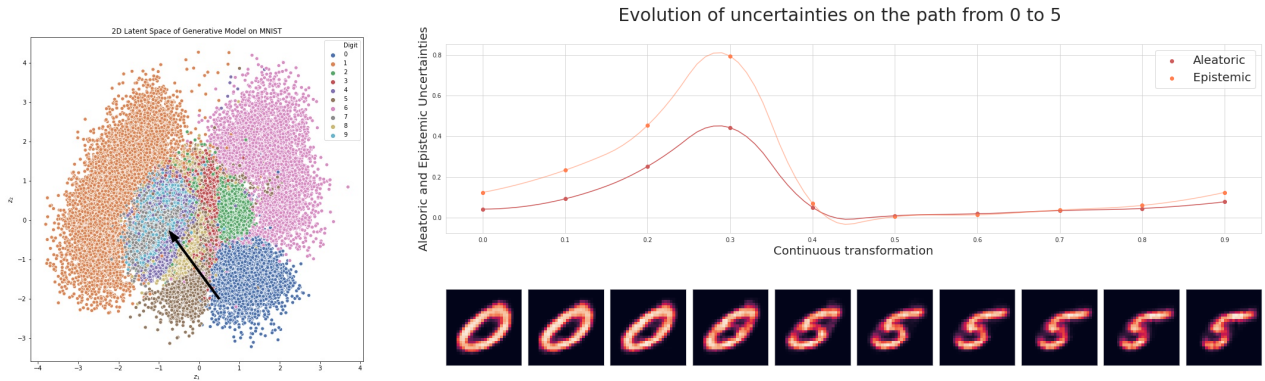 2D Latent Space of Generative Model on MNIST
Digit
0
1
2
3
4
5
6
7
8
9
4
3
2
1
0
−1
−2
−3
z₂
−4 −3 −2 −1 0 1 2 3 4
z₁
Evolution of uncertainties on the path from 0 to 5
Aleatoric and Epistemic Uncertainties
0.8
0.6
0.4
0.2
0.0
Aleatoric
Epistemic
0.0 0.1 0.2 0.3 0.4 0.5 0.6 0.7 0.8 0.9
Continuous transformation